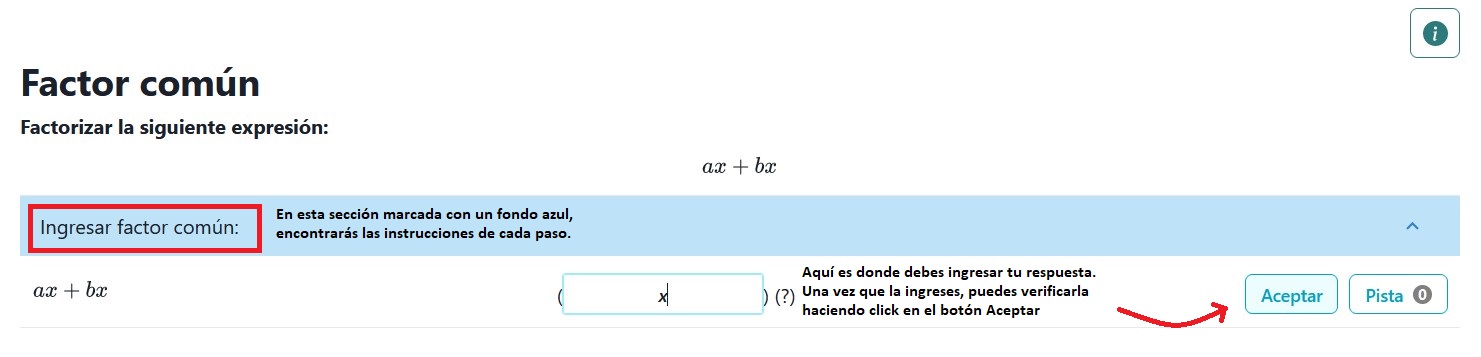 i
Factor común
Factorizar la siguiente expresión:
ax + bx
Ingresar factor común:
En esta sección marcada con un fondo azul,
encontrarás las instrucciones de cada paso.
ax + bx
( x ) (?)
Aquí es donde debes ingresar tu respuesta.
Una vez que la ingreses, puedes verificarla
haciendo click en el botón Aceptar
Aceptar
Pista 0